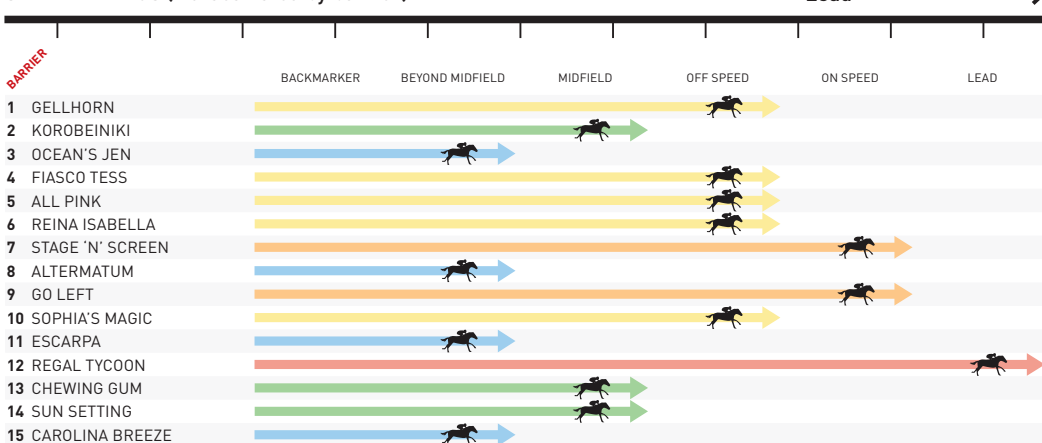 BARRIER
BACKMARKER BEYOND MIDFIELD MIDFIELD OFF SPEED ON SPEED LEAD
1 GELLHORN
2 KOROBEINIKI
3 OCEAN'S JEN
4 FIASCO TESS
5 ALL PINK
6 REINA ISABELLA
7 STAGE ‘N’ SCREEN
8 ALTERMATUM
9 GO LEFT
10 SOPHIA'S MAGIC
11 ESCARPA
12 REGAL TYCOON
13 CHEWING GUM
14 SUN SETTING
15 CAROLINA BREEZE